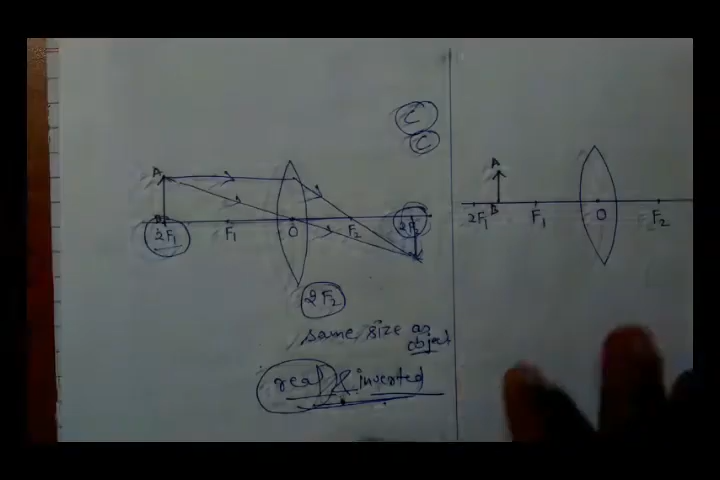 C
C
A
B
2F₁
F₁
O
F₂
2F₂
2F₂
same size as
object
real & inverted
A
2F₁
B
F₁
O
F₂